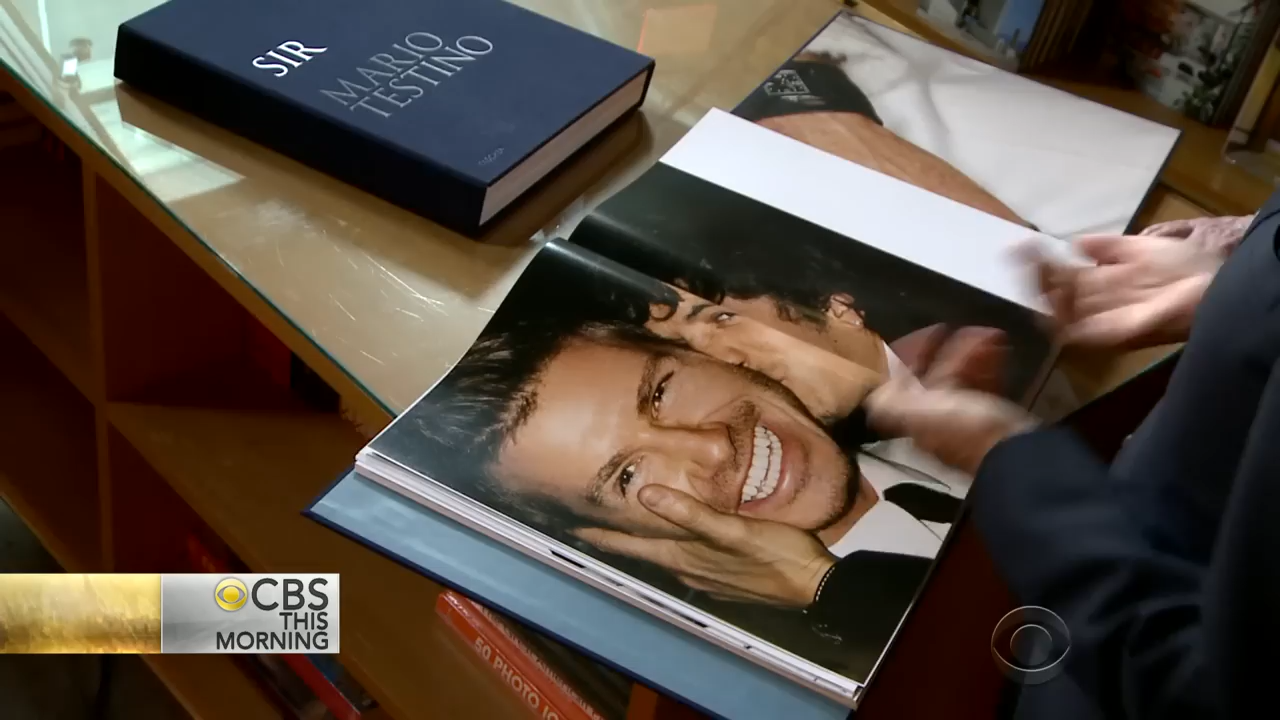 SIR
MARIO
TESTINO
CBS
THIS
MORNING
50 PHOTO